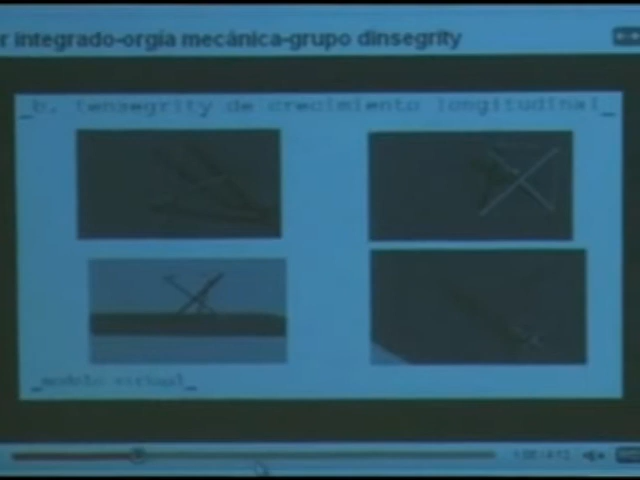 r integrado-orgía mecánica-grupo dinsegrity
_b. tensegrity de crecimiento longitudinal_
_modelo virtual_